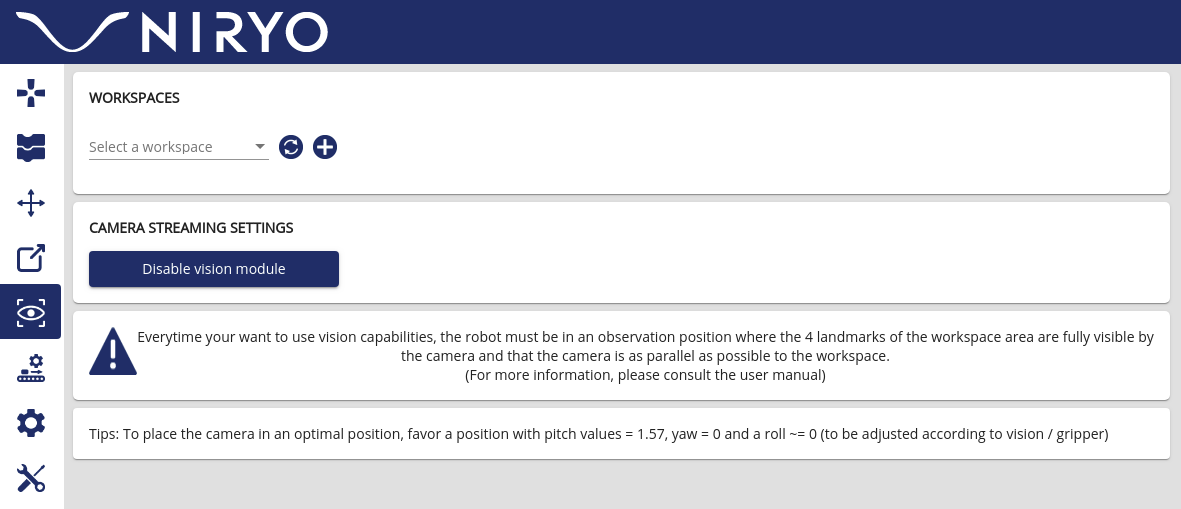 NIRYO
WORKSPACES
Select a workspace
CAMERA STREAMING SETTINGS
Disable vision module
Everytime your want to use vision capabilities, the robot must be in an observation position where the 4 landmarks of the workspace area are fully visible by
the camera and that the camera is as parallel as possible to the workspace.
(For more information, please consult the user manual)
Tips: To place the camera in an optimal position, favor a position with pitch values = 1.57, yaw = 0 and a roll ~= 0 (to be adjusted according to vision / gripper)